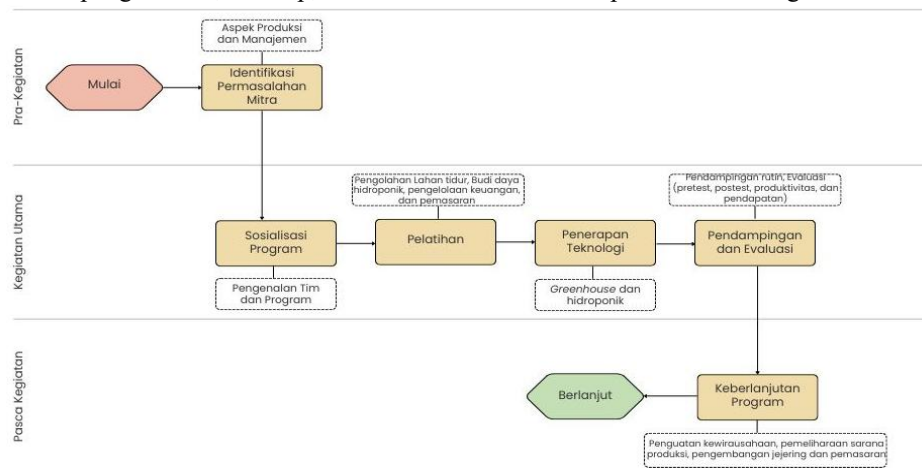 Pra-Kegiatan
Aspek Produksi
dan Manajemen
Mulai
Identifikasi
Permasalahan
Mitra
Kegiatan Utama
Pengolahan Lahan tidur, Budi daya
hidroponik, pengelolaan keuangan,
dan pemasaran
Pendampingan rutin, Evaluasi
(pretest, postest, produktivitas, dan
pendapatan)
Sosialisasi
Program
Pelatihan
Penerapan
Teknologi
Pendampingan
dan Evaluasi
Pengenalan Tim
dan Program
Greenhouse dan
hidroponik
Pasca Kegiatan
Berlanjut
Keberlanjutan
Program
Penguatan kewirausahaan, pemeliharaan sarana
produksi, pengembangan jejering dan pemasaran